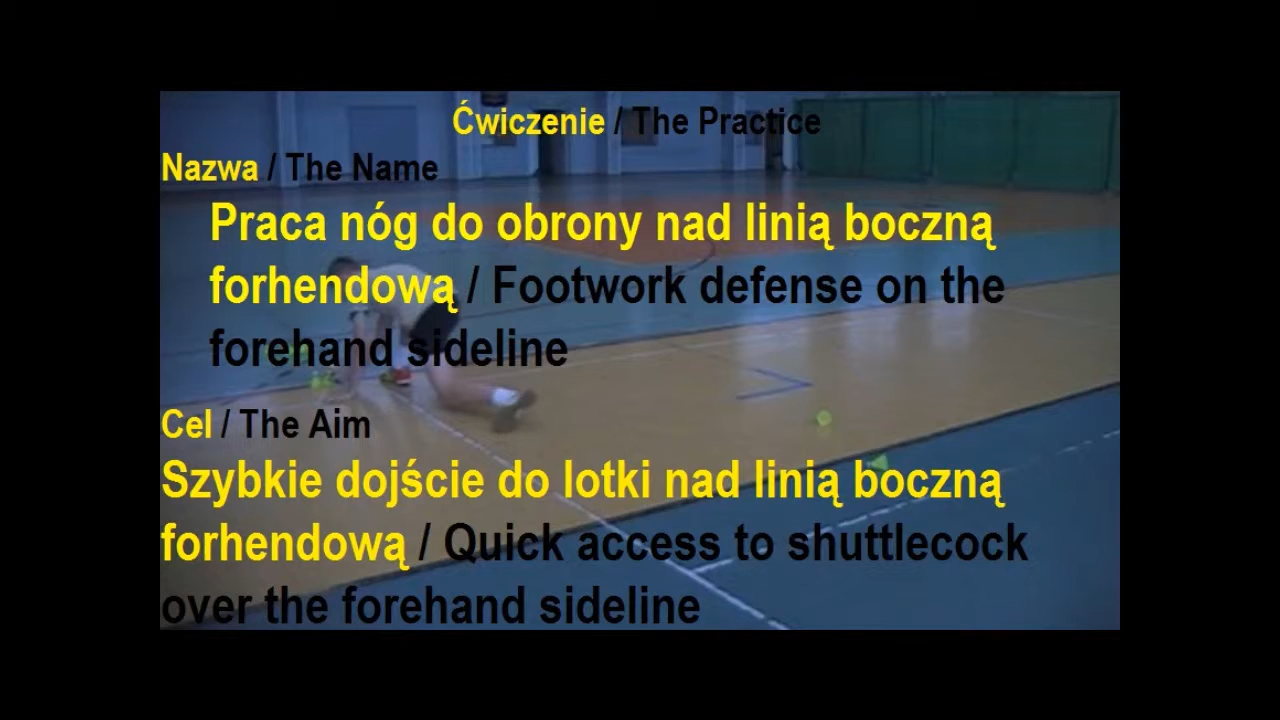 Ćwiczenie / The Practice
Nazwa / The Name
Praca nóg do obrony nad linią boczną
forhendową / Footwork defense on the
forehand sideline
Cel / The Aim
Szybkie dojście do lotki nad linią boczną
forhendową / Quick access to shuttlecock
over the forehand sideline